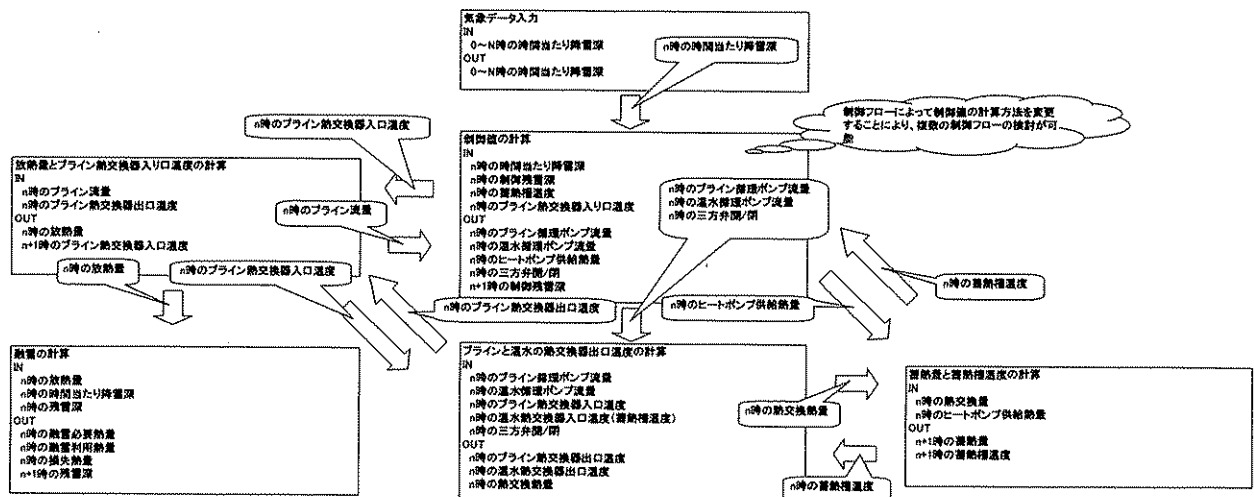 気象データ入力
IN
0～N時の時間当たり降雪深
OUT
0～N時の時間当たり降雪深
n時の時間当たり降雪深
制御フローによって制御値の計算方法を変更
することにより、複数の制御フローの検討が可
能
n時のブライン熱交換器入口温度
制御値の計算
IN
n時の時間当たり降雪深
n時の制御残雪深
n時の蓄熱槽温度
n時のブライン熱交換器入り口温度
OUT
n時のブライン循環ポンプ流量
n時の温水循環ポンプ流量
n時のヒートポンプ供給熱量
n時の三方弁開/閉
n+1時の制御残雪深
放熱量とブライン熱交換器入り口温度の計算
IN
n時のブライン流量
n時のブライン熱交換器出口温度
OUT
n時の放熱量
n+1時のブライン熱交換器入口温度
n時のブライン流量
n時のブライン循環ポンプ流量
n時の温水循環ポンプ流量
n時の三方弁開/閉
n時の放熱量
n時のブライン熱交換器入口温度
n時のブライン熱交換器出口温度
n時のヒートポンプ供給熱量
n時の蓄熱槽温度
融雪の計算
IN
n時の放熱量
n時の時間当たり降雪深
n時の残雪深
OUT
n時の融雪必要熱量
n時の融雪利用熱量
n時の損失熱量
n+1時の残雪深
ブラインと温水の熱交換器出口温度の計算
IN
n時のブライン循環ポンプ流量
n時の温水循環ポンプ流量
n時のブライン熱交換器入口温度
n時の温水熱交換器入口温度(蓄熱槽温度)
n時の三方弁開/閉
OUT
n時のブライン熱交換器出口温度
n時の温水熱交換器出口温度
n時の熱交換熱量
n時の熱交換熱量
n時の蓄熱槽温度
蓄熱量と蓄熱槽温度の計算
IN
n時の熱交換量
n時のヒートポンプ供給熱量
OUT
n+1時の蓄熱量
n+1時の蓄熱槽温度